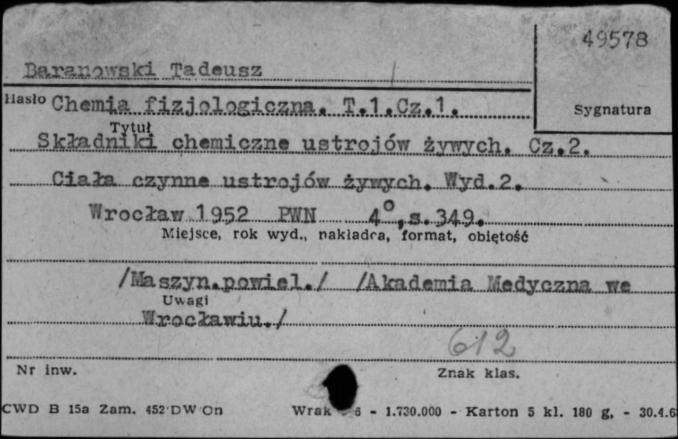 49578
Baranowski Tadeusz
Hasło Chemia fizjologiczna. T.1.Cz.1.
Sygnatura
Tytuł
Składniki chemiczne ustrojów żywych. Cz.2.
Ciała czynne ustrojów żywych. Wyd.2.
Wrocław 1952 PWN 4°,s.349.
Miejsce, rok wyd., nakładca, format, objętość
/Maszyn.powiel./ /Akademia Medyczna we
Uwagi
Wrocławiu./
612
Nr inw.
Znak klas.
CWD B 15a Zam. 452 DW On Wrak 6 - 1.730.000 - Karton 5 kl. 180 g, - 30.4.6